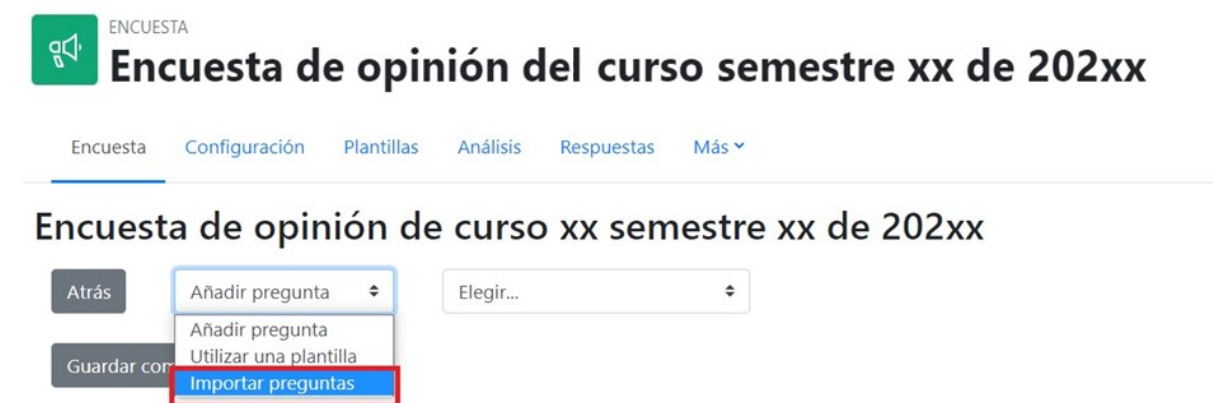 ENCUESTA
Encuesta de opinión del curso semestre xx de 202xx
Encuesta Configuración Plantillas Análisis Respuestas Más
Encuesta de opinión de curso xx semestre xx de 202xx
Atrás Añadir pregunta Elegir...
Añadir pregunta
Utilizar una plantilla
Guardar com
Importar preguntas